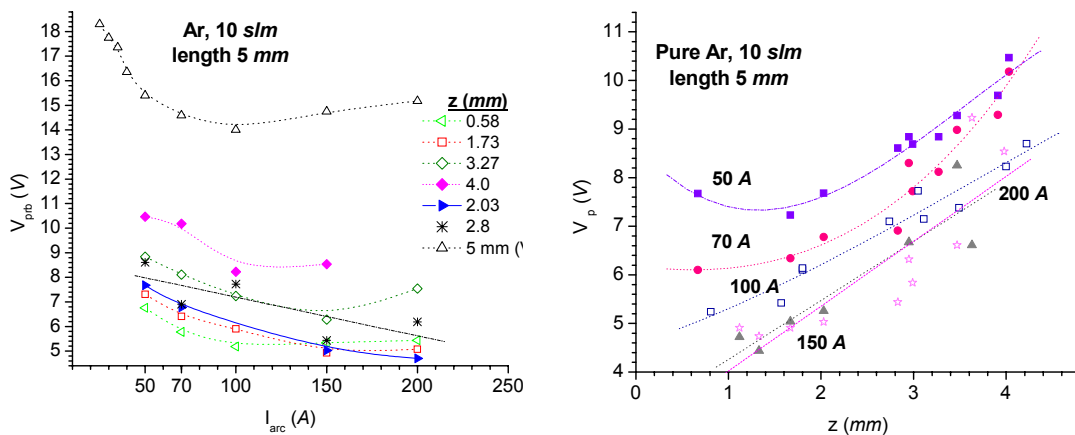 Ar, 10 slm
length 5 mm
z (mm)
0.58
1.73
3.27
4.0
2.03
2.8
5 mm (
V_prb (V)
18
17
16
15
14
13
12
11
10
9
8
7
6
5
50
70
100
150
200
250
I_arc (A)
Pure Ar, 10 slm
length 5 mm
50 A
70 A
100 A
150 A
200 A
V_p (V)
11
10
9
8
7
6
5
4
1
2
3
4
z (mm)